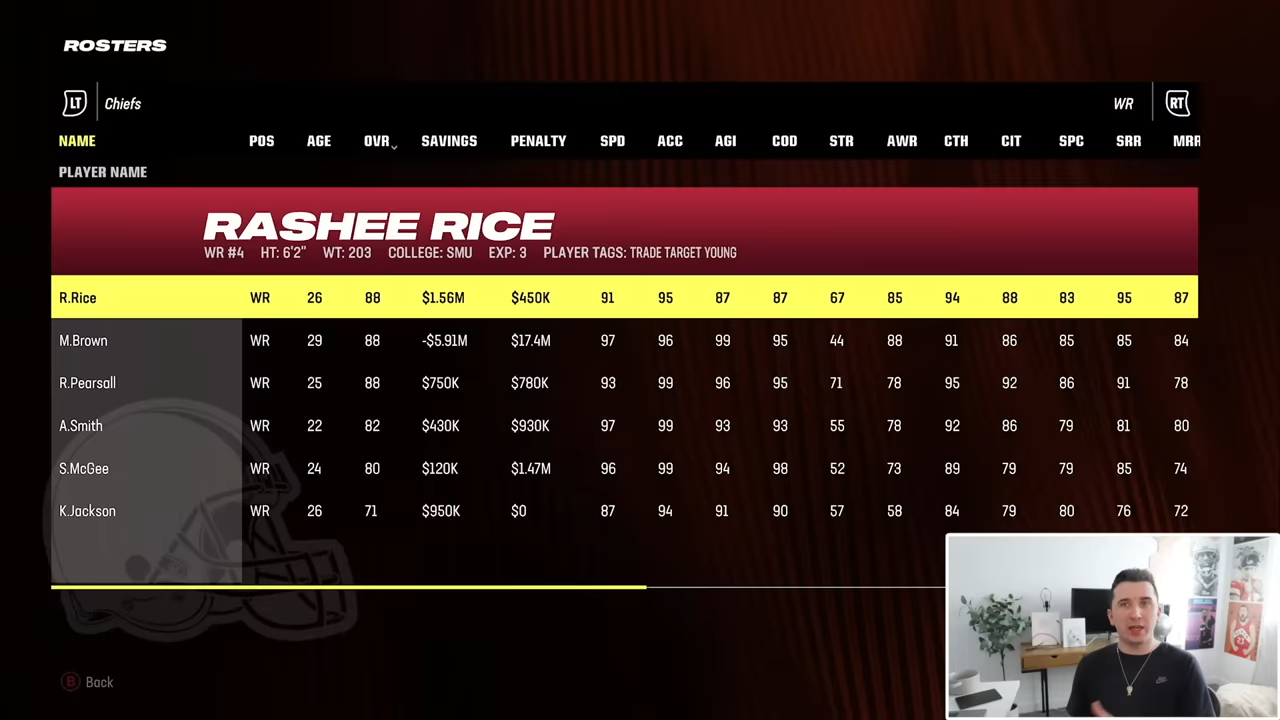 ROSTERS
LT Chiefs WR RT
NAME POS AGE OVR SAVINGS PENALTY SPD ACC AGI COD STR AWR CTH CIT SPC SRR MRR
PLAYER NAME
RASHEE RICE
WR #4 HT: 6'2" WT: 203 COLLEGE: SMU EXP: 3 PLAYER TAGS: TRADE TARGET YOUNG
R.Rice WR 26 88 $1.56M $450K 91 95 87 87 67 85 94 88 83 95 87
M.Brown WR 29 88 -$5.91M $17.4M 97 96 99 95 44 88 91 86 85 85 84
R.Pearsall WR 25 88 $750K $780K 93 99 96 95 71 78 95 92 86 91 78
A.Smith WR 22 82 $430K $930K 97 99 93 93 55 78 92 86 79 81 80
S.McGee WR 24 80 $120K $1.47M 96 99 94 98 52 73 89 79 79 85 74
K.Jackson WR 26 71 $950K $0 87 94 91 90 57 58 84 79 80 76 72
B Back